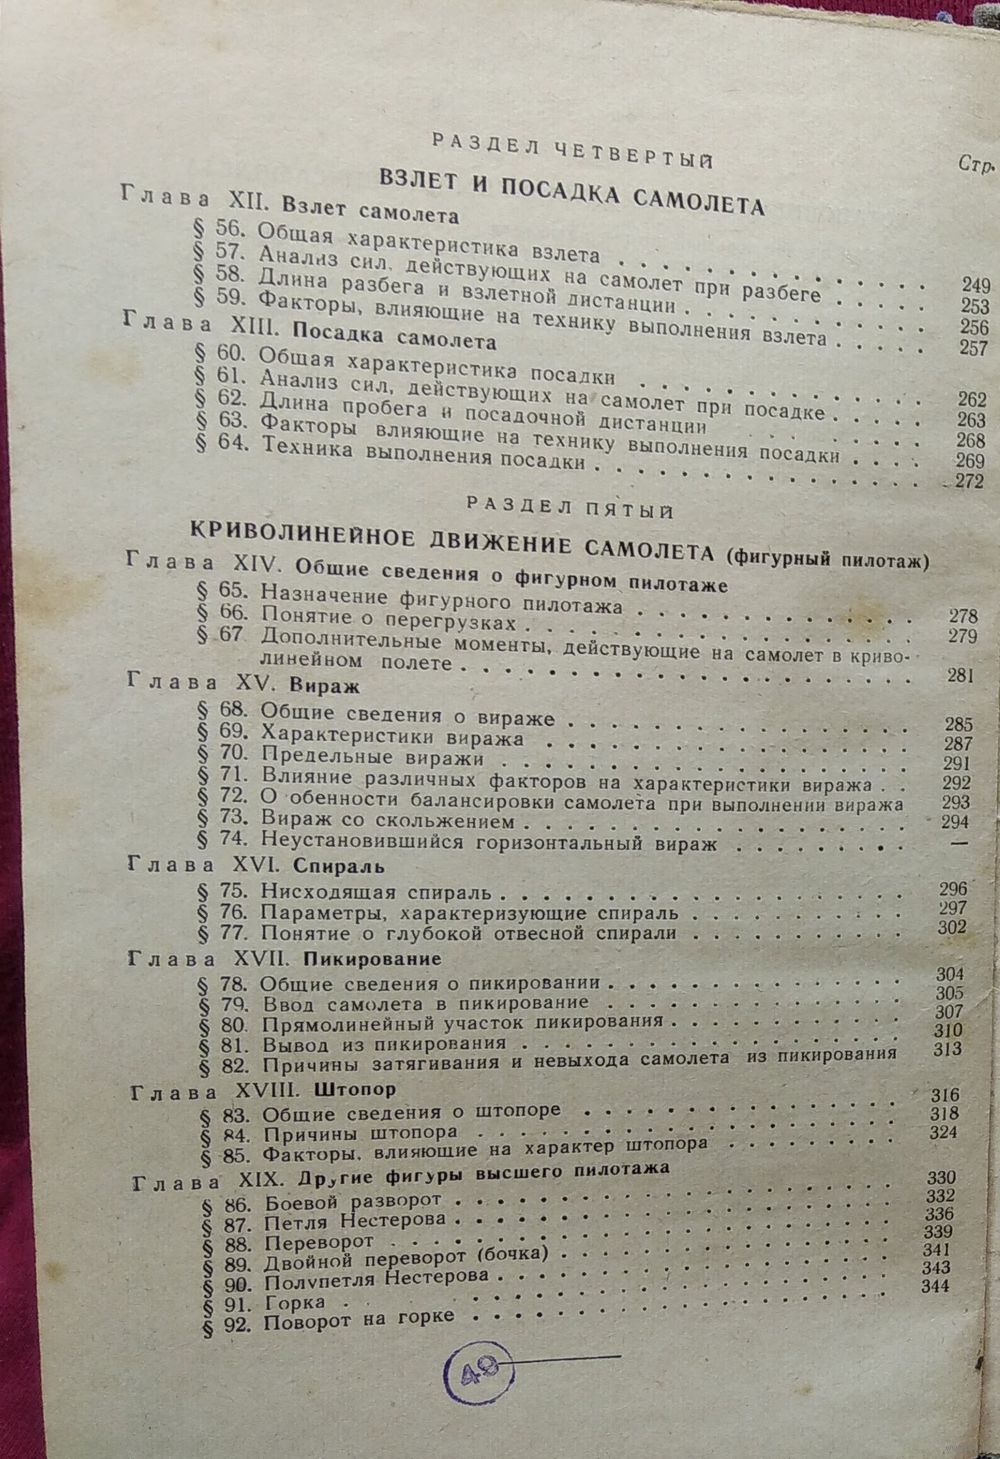 РАЗДЕЛ ЧЕТВЕРТЫЙ
Стр.
ВЗЛЕТ И ПОСАДКА САМОЛЕТА
Глава XII. Взлет самолета
§ 56. Общая характеристика взлета . . . . . . . . . . . 249
§ 57. Анализ сил, действующих на самолет при разбеге . . . . . 253
§ 58. Длина разбега и взлетной дистанции . . . . . . . . . 256
§ 59. Факторы, влияющие на технику выполнения взлета . . . . . 257
Глава XIII. Посадка самолета
§ 60. Общая характеристика посадки . . . . . . . . . . . 262
§ 61. Анализ сил, действующих на самолет при посадке . . . . . 263
§ 62. Длина пробега и посадочной дистанции . . . . . . . 268
§ 63. Факторы влияющие на технику выполнения посадки . . . . 269
§ 64. Техника выполнения посадки . . . . . . . . . . . . 272
РАЗДЕЛ ПЯТЫЙ
КРИВОЛИНЕЙНОЕ ДВИЖЕНИЕ САМОЛЕТА (фигурный пилотаж)
Глава XIV. Общие сведения о фигурном пилотаже
§ 65. Назначение фигурного пилотажа . . . . . . . . . . 278
§ 66. Понятие о перегрузках . . . . . . . . . . . . . . 279
§ 67 Дополнительные моменты, действующие на самолет в криво-
линейном полете . . . . . . . . . . . . . . . . 281
Глава XV. Вираж
§ 68. Общие сведения о вираже . . . . . . . . . . . . . 285
§ 69. Характеристики виража . . . . . . . . . . . . . . 287
§ 70. Предельные виражи . . . . . . . . . . . . . . . 291
§ 71. Влияние различных факторов на характеристики виража . . 292
§ 72. О обенности балансировки самолета при выполнении виража 293
§ 73. Вираж со скольжением . . . . . . . . . . . . . . 294
§ 74. Неустановившийся горизонтальный вираж . . . . . . . . —
Глава XVI. Спираль
§ 75. Нисходящая спираль . . . . . . . . . . . . . . . 296
§ 76. Параметры, характеризующие спираль . . . . . . . . 297
§ 77. Понятие о глубокой отвесной спирали . . . . . . . . 302
Глава XVII. Пикирование
§ 78. Общие сведения о пикировании . . . . . . . . . . . 304
§ 79. Ввод самолета в пикирование . . . . . . . . . . . 305
§ 80. Прямолинейный участок пикирования . . . . . . . . . 307
§ 81. Вывод из пикирования . . . . . . . . . . . . . . 310
§ 82. Причины затягивания и невыхода самолета из пикирования 313
Глава XVIII. Штопор
§ 83. Общие сведения о штопоре . . . . . . . . . . . . 316
§ 84. Причины штопора . . . . . . . . . . . . . . . . 318
§ 85. Факторы, влияющие на характер штопора . . . . . . . 324
Глава XIX. Другие фигуры высшего пилотажа
§ 86. Боевой разворот . . . . . . . . . . . . . . . . 330
§ 87. Петля Нестерова . . . . . . . . . . . . . . . . 332
§ 88. Переворот . . . . . . . . . . . . . . . . . . 336
§ 89. Двойной переворот (бочка) . . . . . . . . . . . . 339
§ 90. Полупетля Нестерова . . . . . . . . . . . . . . 341
§ 91. Горка . . . . . . . . . . . . . . . . . . . . 343
§ 92. Поворот на горке . . . . . . . . . . . . . . . 344
49